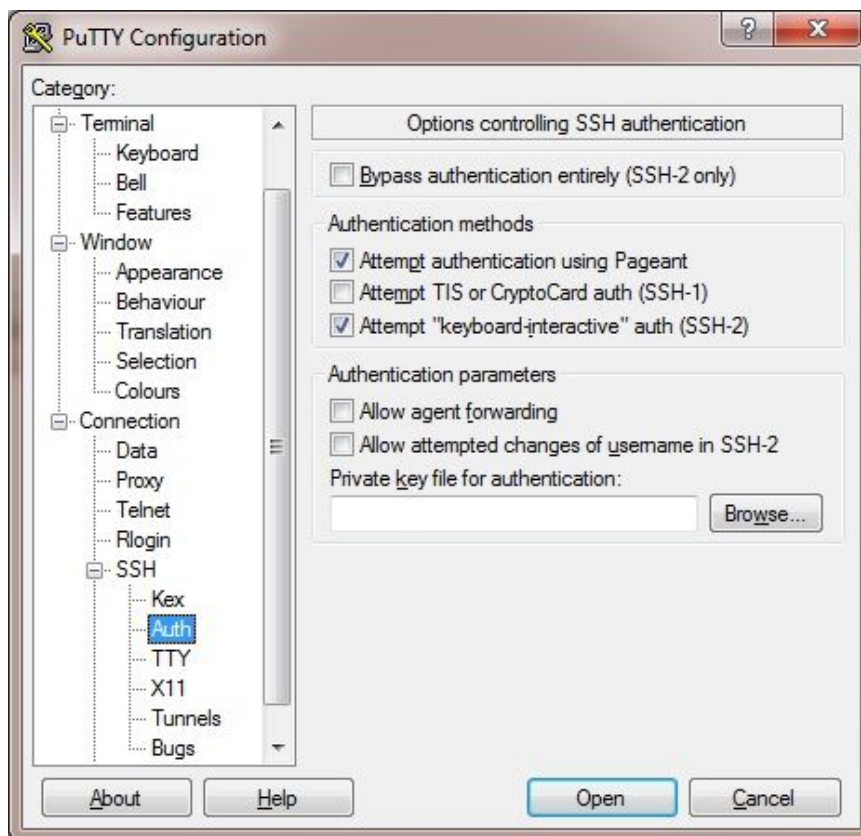 PuTTY Configuration
Category:
Terminal
Keyboard
Bell
Features
Window
Appearance
Behaviour
Translation
Selection
Colours
Connection
Data
Proxy
Telnet
Rlogin
SSH
Kex
Auth
TTY
X11
Tunnels
Bugs
Options controlling SSH authentication
Bypass authentication entirely (SSH-2 only)
Authentication methods
Attempt authentication using Pageant
Attempt TIS or CryptoCard auth (SSH-1)
Attempt "keyboard-interactive" auth (SSH-2)
Authentication parameters
Allow agent forwarding
Allow attempted changes of username in SSH-2
Private key file for authentication:
Browse...
About
Help
Open
Cancel